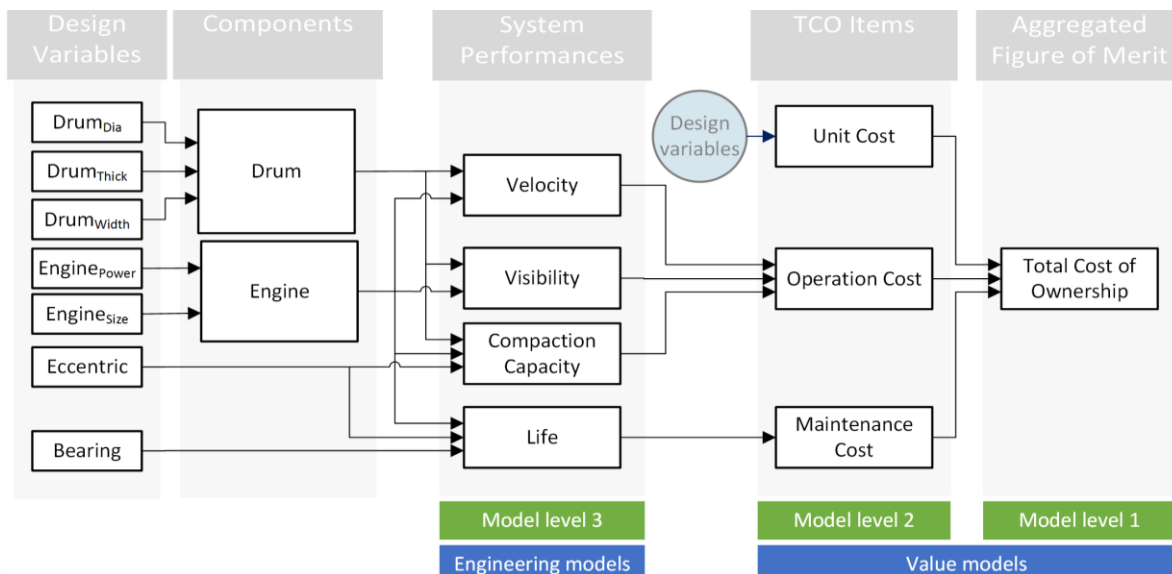 Design
Variables
Components
System
Performances
TCO Items
Aggregated
Figure of Merit
DrumDia
DrumThick
DrumWidth
EnginePower
EngineSize
Eccentric
Bearing
Drum
Engine
Velocity
Visibility
Compaction
Capacity
Life
Design
variables
Unit Cost
Operation Cost
Maintenance
Cost
Total Cost of
Ownership
Model level 3
Model level 2
Model level 1
Engineering models
Value models